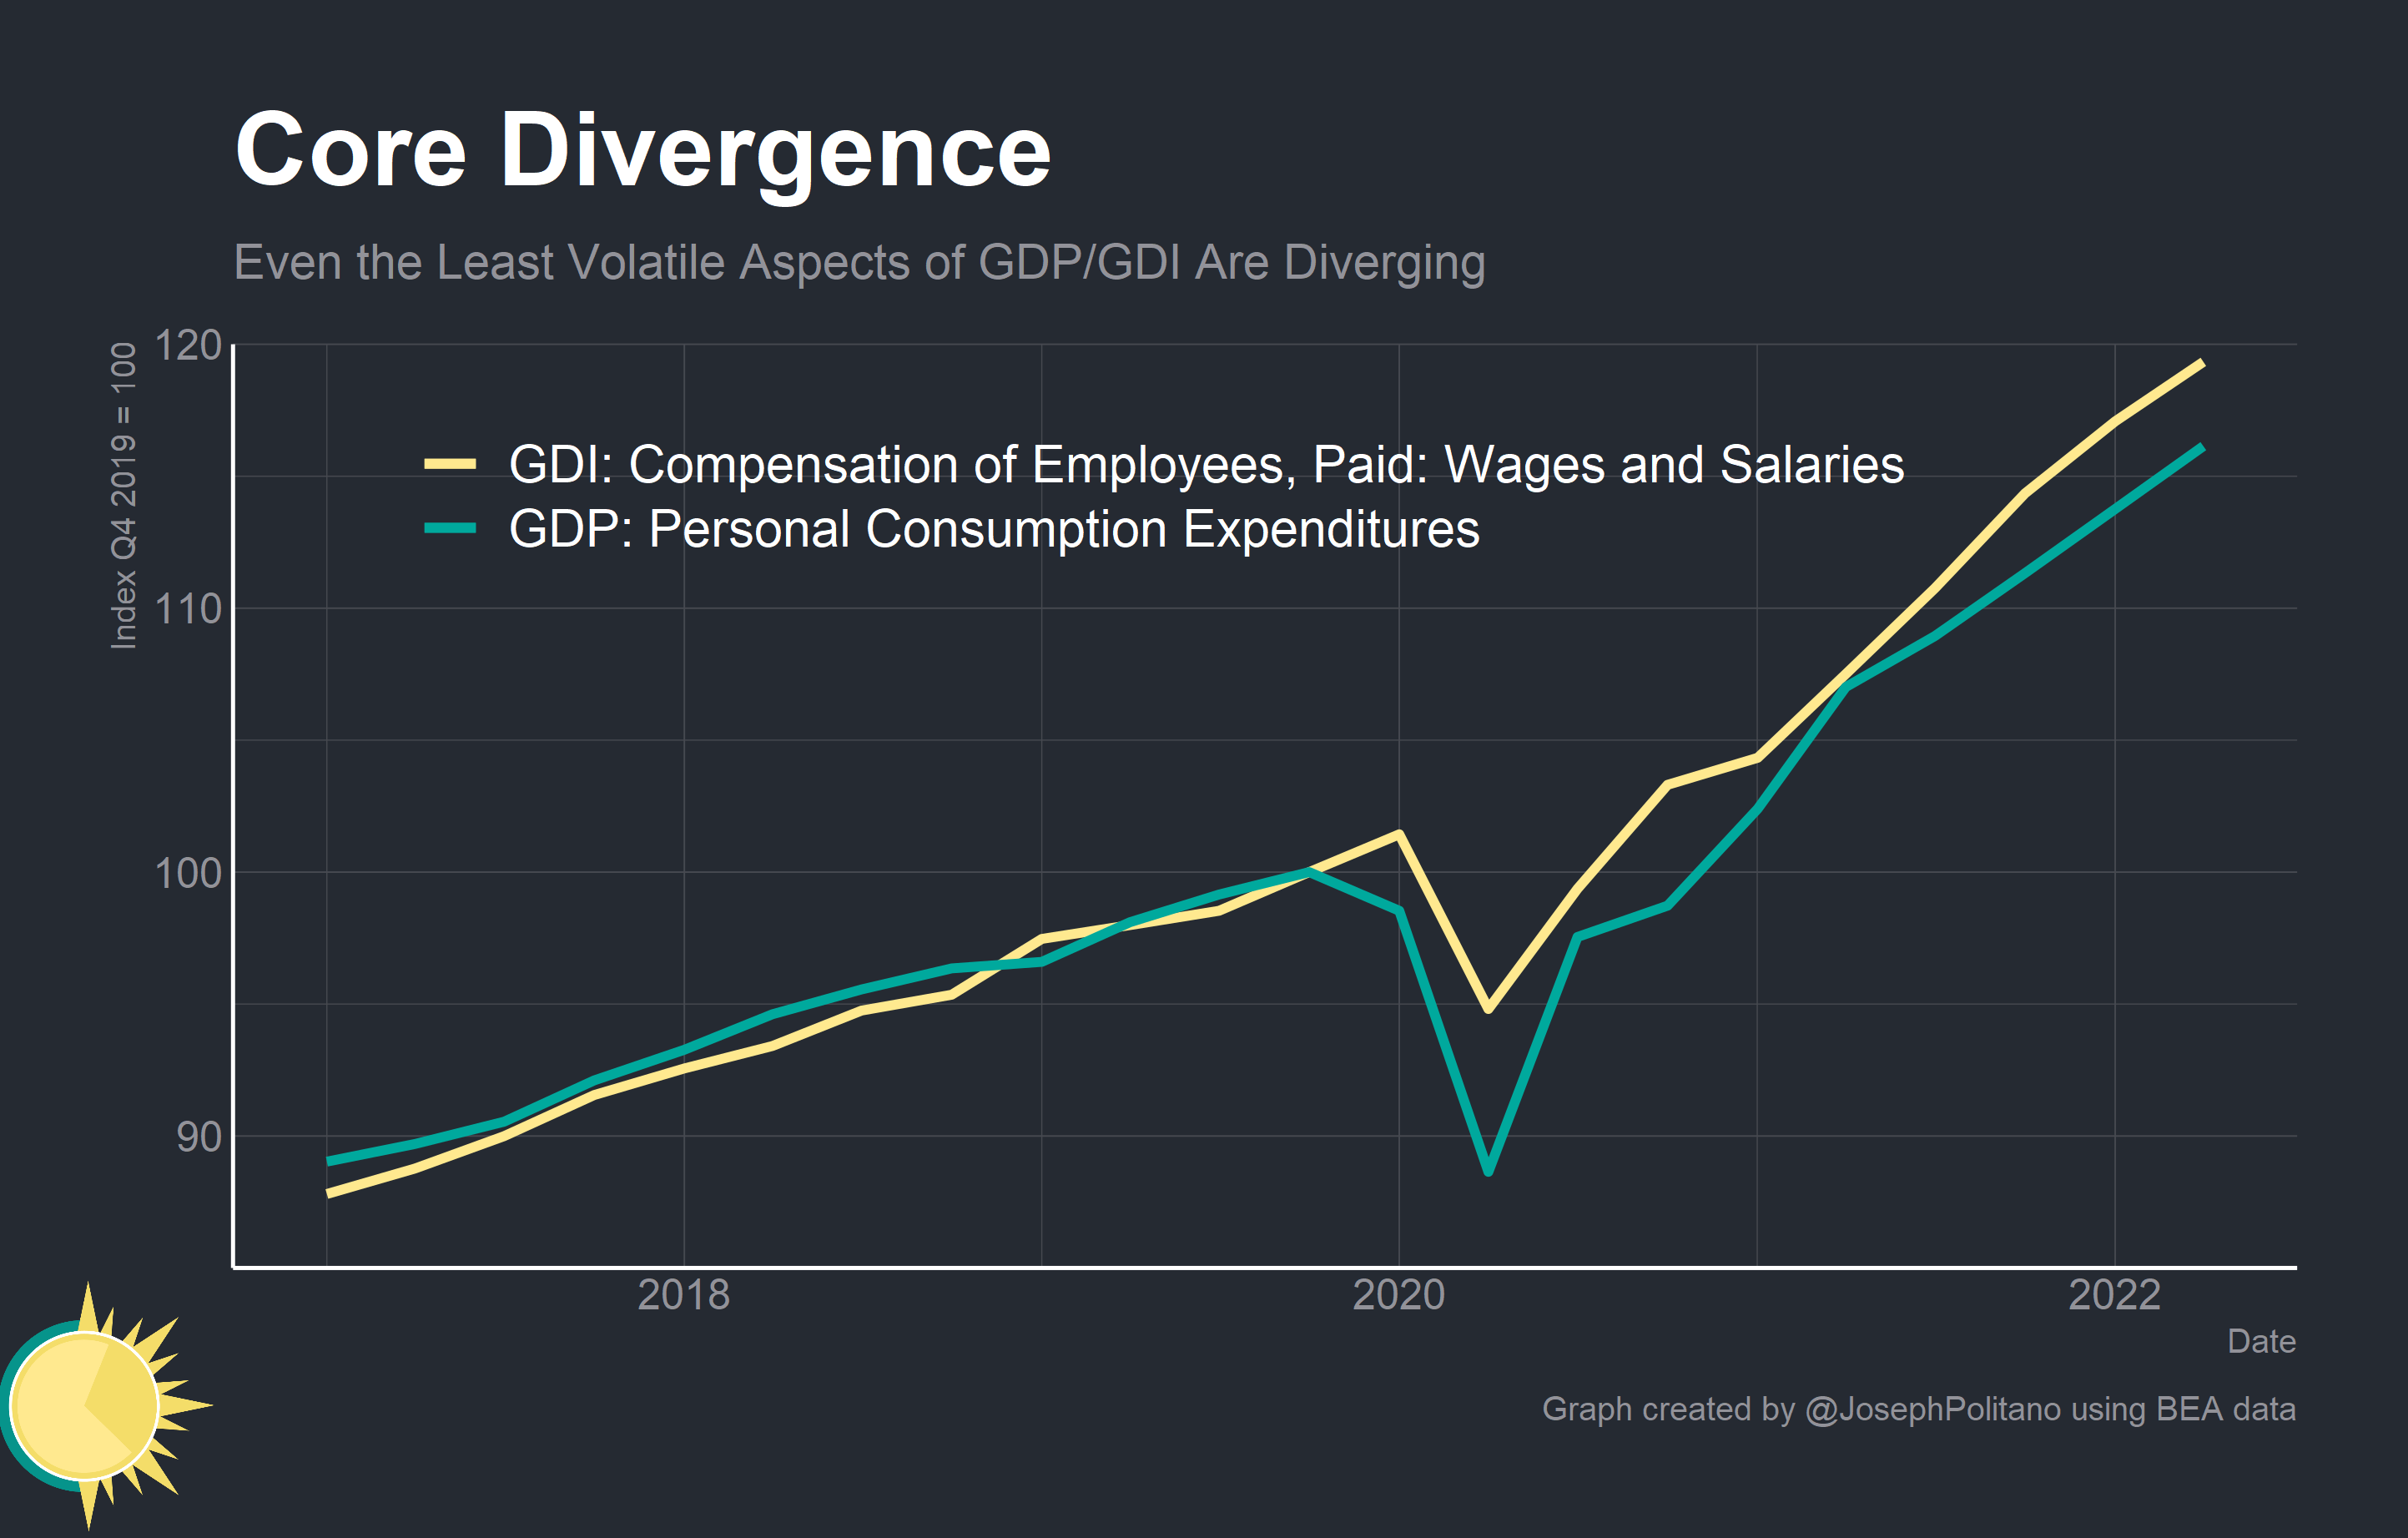 Core Divergence
Even the Least Volatile Aspects of GDP/GDI Are Diverging
Index Q4 2019 = 100
120
110
100
90
GDI: Compensation of Employees, Paid: Wages and Salaries
GDP: Personal Consumption Expenditures
2018
2020
2022
Date
Graph created by @JosephPolitano using BEA data